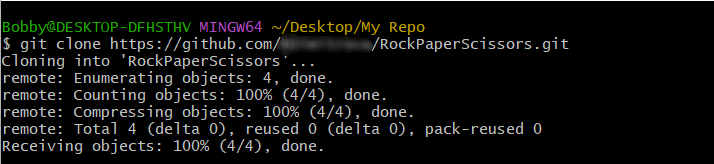 Bobby@DESKTOP-DFHSTHV MINGW64 ~/Desktop/My Repo
$ git clone https://github.com/ /RockPaperScissors.git
Cloning into 'RockPaperScissors'...
remote: Enumerating objects: 4, done.
remote: Counting objects: 100% (4/4), done.
remote: Compressing objects: 100% (4/4), done.
remote: Total 4 (delta 0), reused 0 (delta 0), pack-reused 0
Receiving objects: 100% (4/4), done.